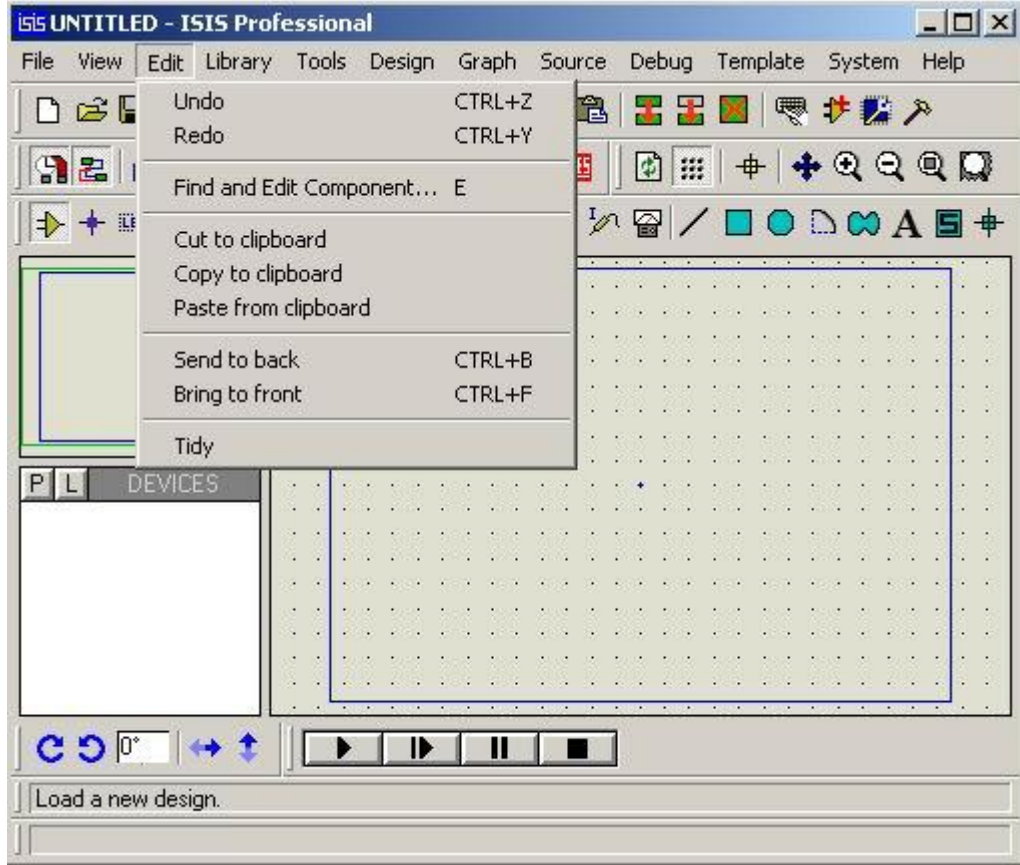 isis UNTITLED - ISIS Professional
File View Edit Library Tools Design Graph Source Debug Template System Help
Undo CTRL+Z
Redo CTRL+Y
Find and Edit Component... E
Cut to clipboard
Copy to clipboard
Paste from clipboard
Send to back CTRL+B
Bring to front CTRL+F
Tidy
A S
P L DEVICES
0°
Load a new design.